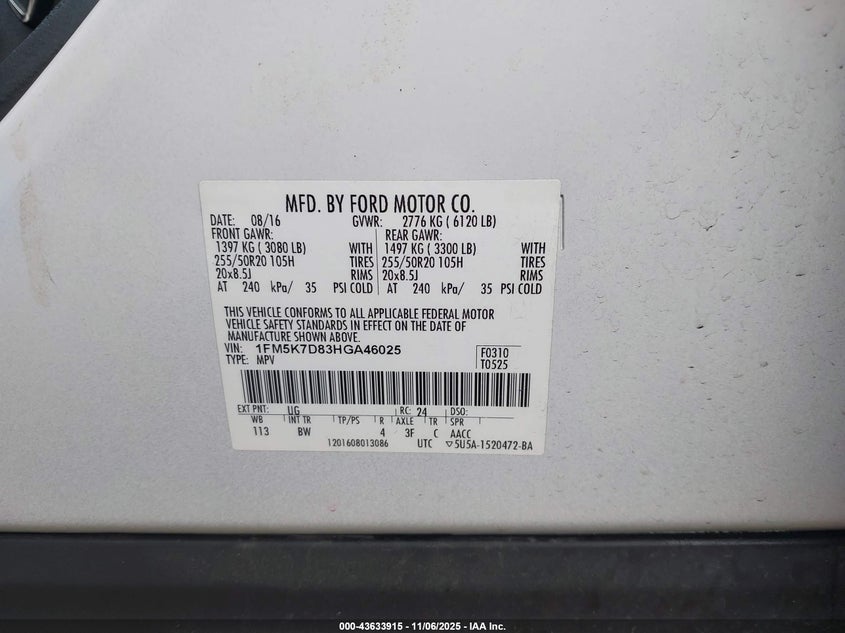 MFD. BY FORD MOTOR CO.
DATE: 08/16 GVWR: 2776 KG ( 6120 LB)
FRONT GAWR: REAR GAWR:
1397 KG ( 3080 LB) WITH 1497 KG ( 3300 LB) WITH
255/50R20 105H TIRES 255/50R20 105H TIRES
20x8.5J RIMS 20x8.5J RIMS
AT 240 kPa/ 35 PSI COLD AT 240 kPa/ 35 PSI COLD
THIS VEHICLE CONFORMS TO ALL APPLICABLE FEDERAL MOTOR
VEHICLE SAFETY STANDARDS IN EFFECT ON THE DATE OF
MANUFACTURE SHOWN ABOVE.
VIN: 1FM5K7D83HGA46025 F0310
TYPE: MPV T0525
EXT PNT: UG RC: 24 DSO:
WB INT TR TP/PS R AXLE TR SPR
113 BW 4 3F C AACC
1201608013086 UTC ▽5U5A-1520472-BA
000-43633915 - 11/06/2025 - IAA Inc.